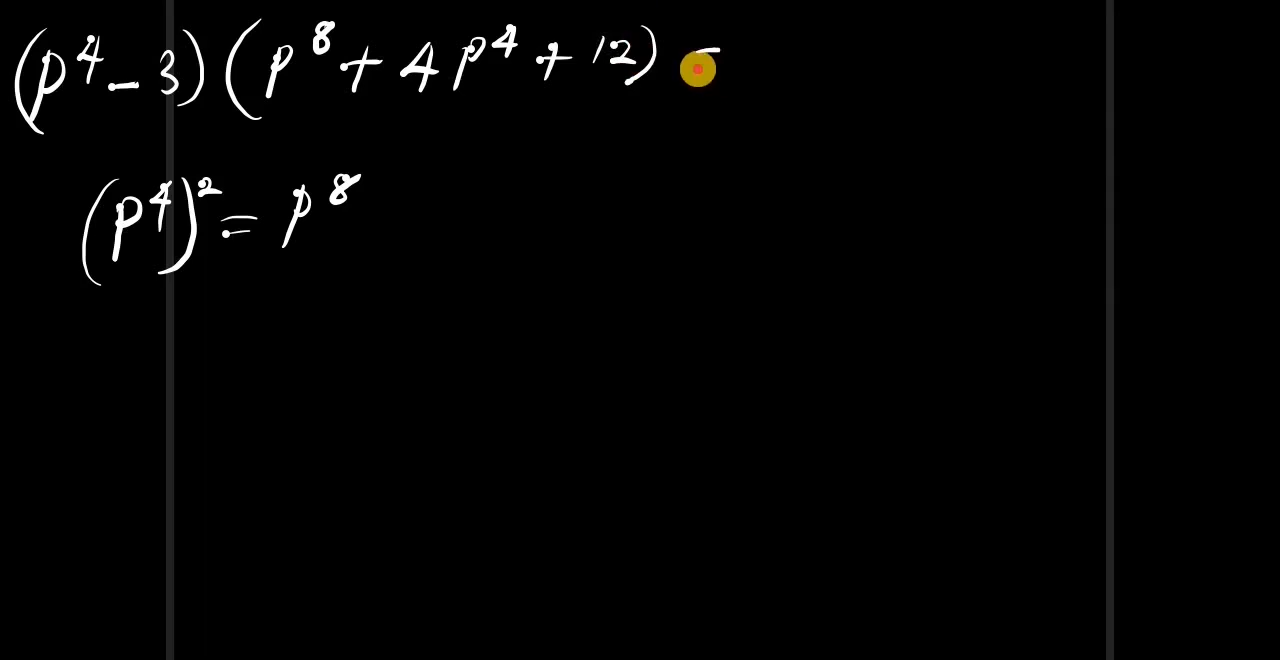 (p⁴ - 3) (p⁸ + 4p⁴ + 12)
(p⁴)² = p⁸